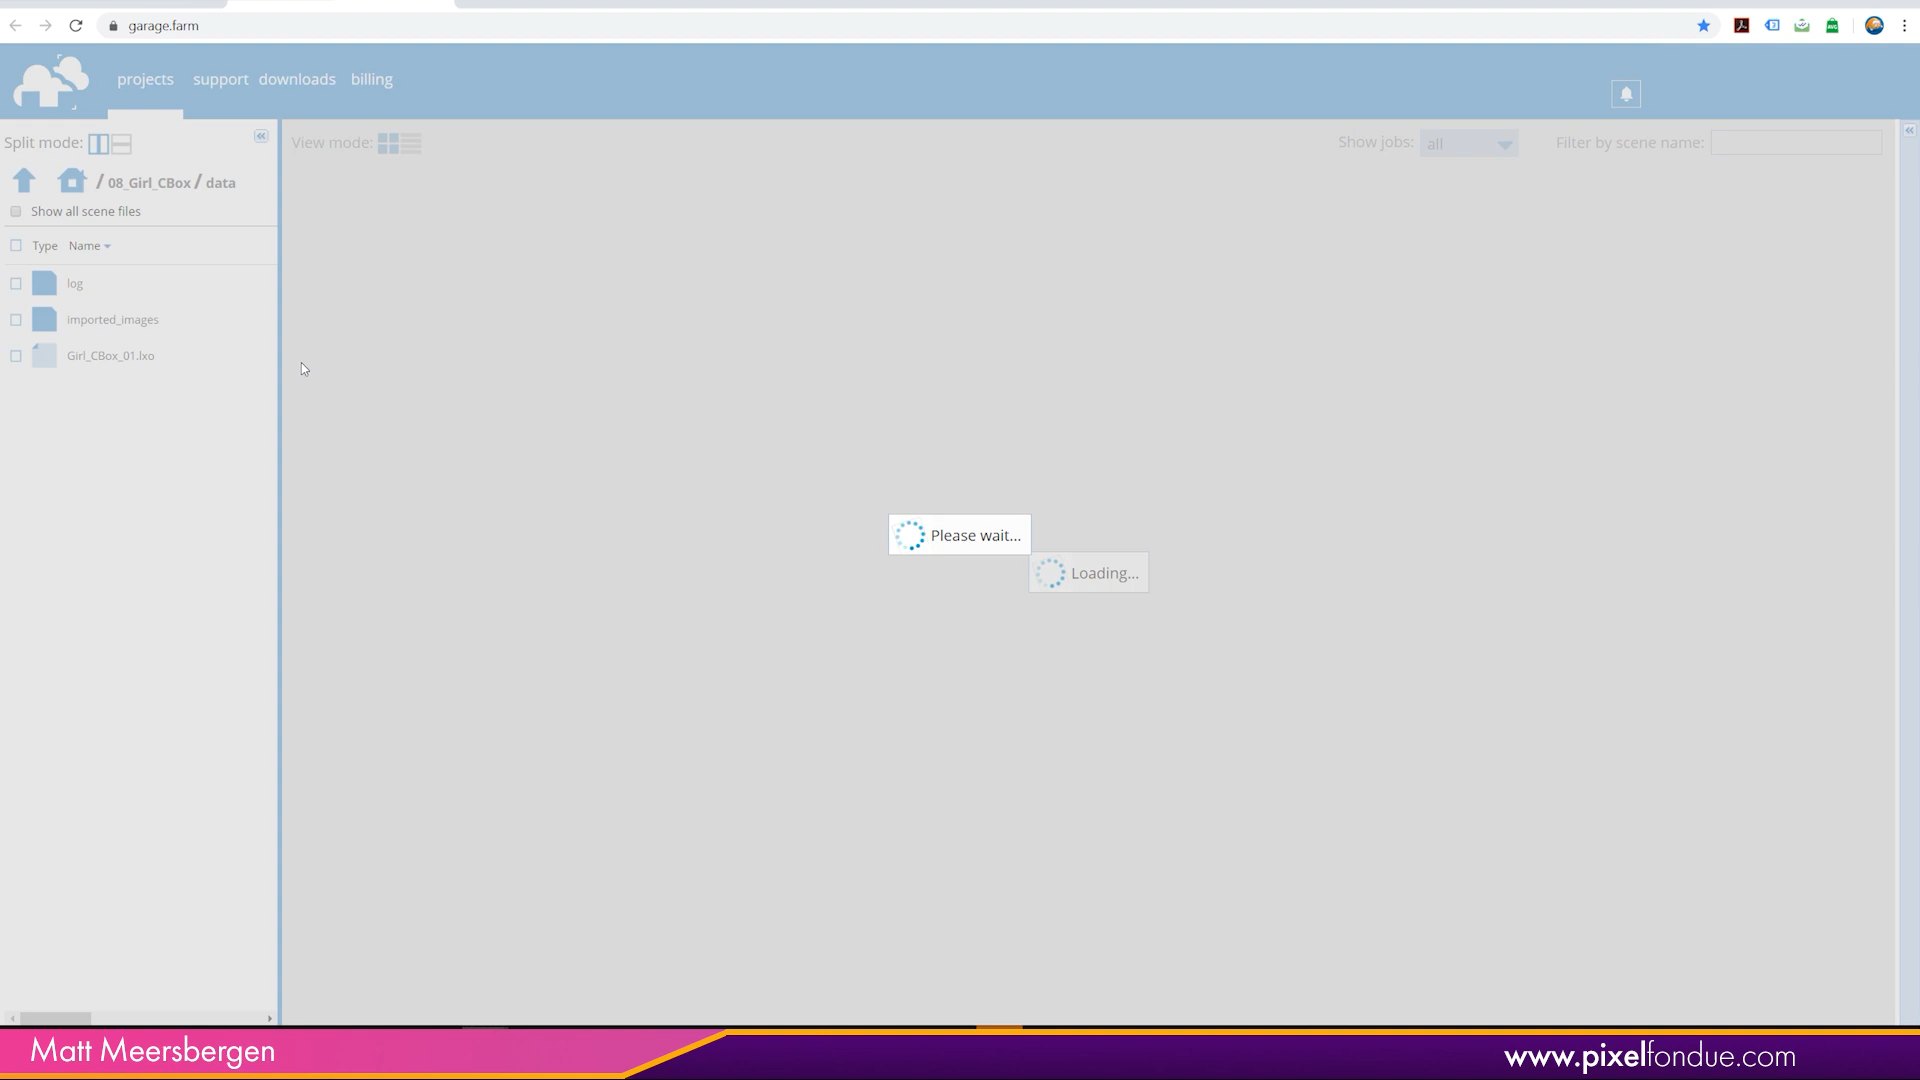 garage.farm
projects support downloads billing
Split mode:
View mode:
Show jobs: all
Filter by scene name:
/ 08_Girl_CBox / data
Show all scene files
Type Name
log
imported_images
Girl_CBox_01.lxo
Please wait...
Loading...
Matt Meersbergen
www.pixelfondue.com